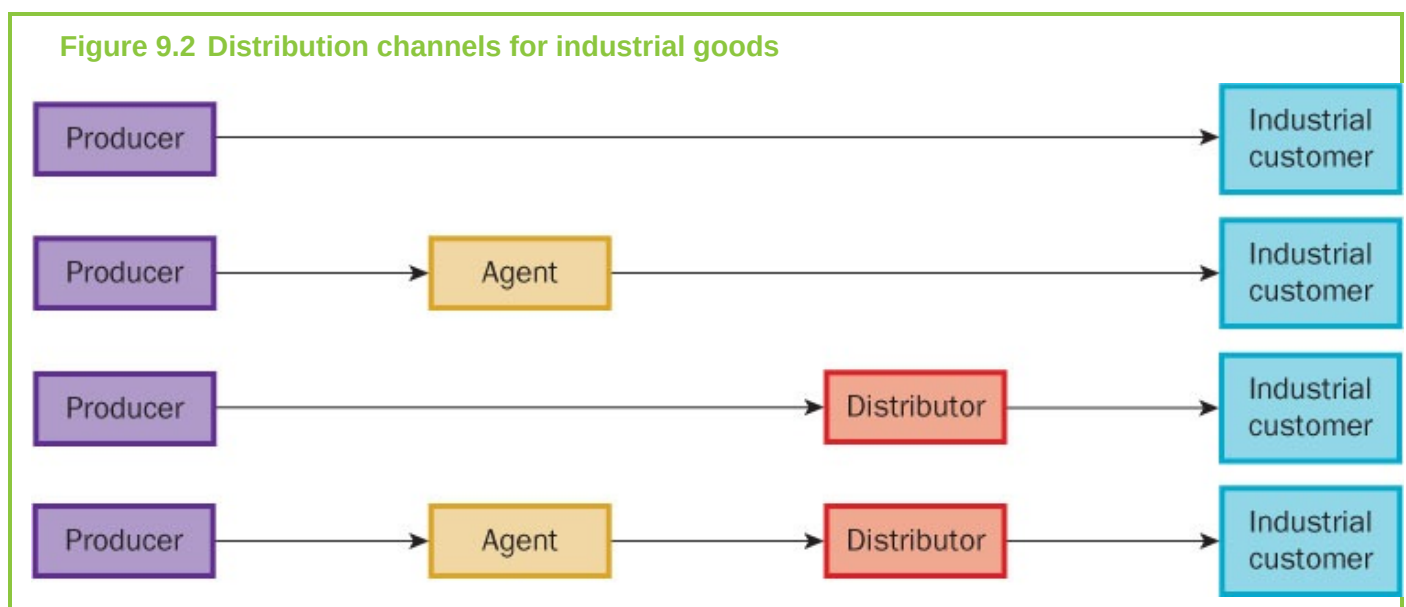 Figure 9.2 Distribution channels for industrial goods
Producer
Industrial
customer
Producer
Agent
Industrial
customer
Producer
Distributor
Industrial
customer
Producer
Agent
Distributor
Industrial
customer